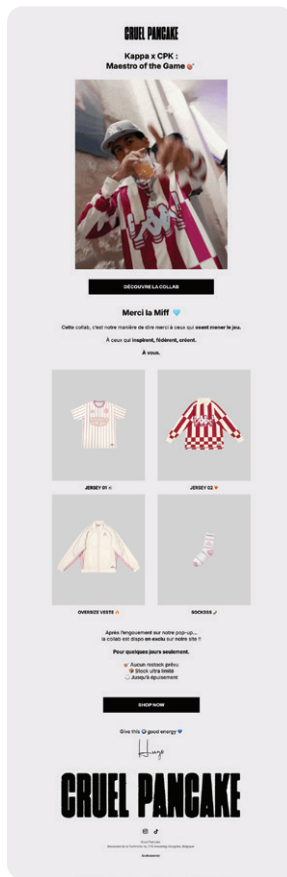 CRUEL PANCAKE
Kappa x CPK :
Maestro of the Game 🎯
DÉCOUVRE LA COLLAB
Merci la Miff 🩵
Cette collab, c'est notre manière de dire merci à ceux qui osent mener le jeu.
À ceux qui inspirent, fédèrent, créent.
À vous.
JERSEY 01
JERSEY 02
OVERSIZE VESTE
SOCKSSS
Après l'engouement sur notre pop-up...
la collab est dispo en exclu sur notre site !!
Pour quelques jours seulement.
Aucun restock prévu
Stock ultra limité
Jusqu'à épuisement
SHOP NOW
Give this good energy 💙
Hugo
CRUEL PANCAKE
Cruel Pancake